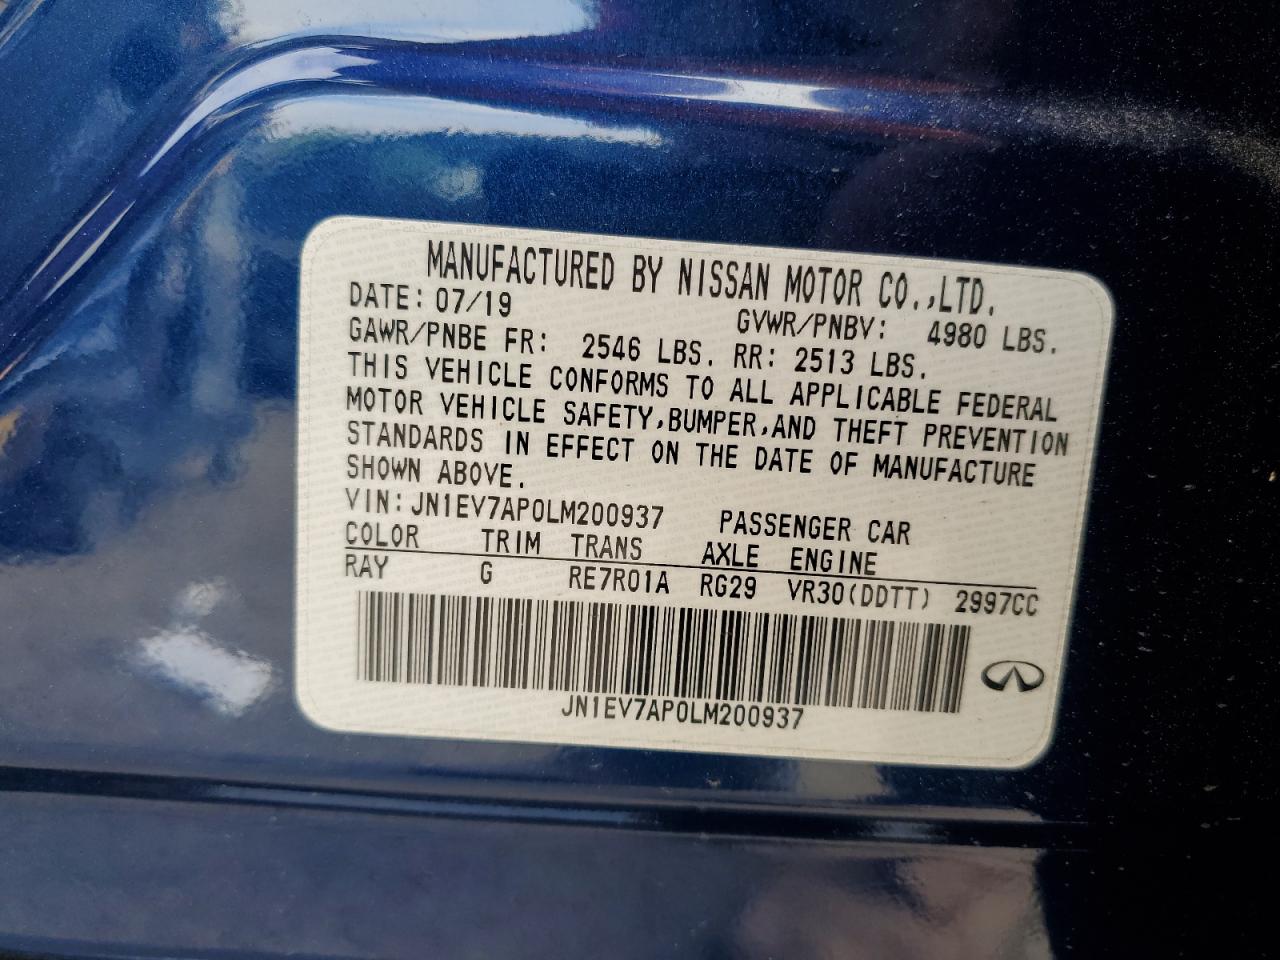 MANUFACTURED BY NISSAN MOTOR CO.,LTD.
DATE: 07/19 GVWR/PNBV: 4980 LBS.
GAWR/PNBE FR: 2546 LBS. RR: 2513 LBS.
THIS VEHICLE CONFORMS TO ALL APPLICABLE FEDERAL
MOTOR VEHICLE SAFETY,BUMPER,AND THEFT PREVENTION
STANDARDS IN EFFECT ON THE DATE OF MANUFACTURE
SHOWN ABOVE.
VIN: JN1EV7AP0LM200937 PASSENGER CAR
COLOR TRIM TRANS AXLE ENGINE
RAY G RE7R01A RG29 VR30(DDTT) 2997CC
JN1EV7AP0LM200937